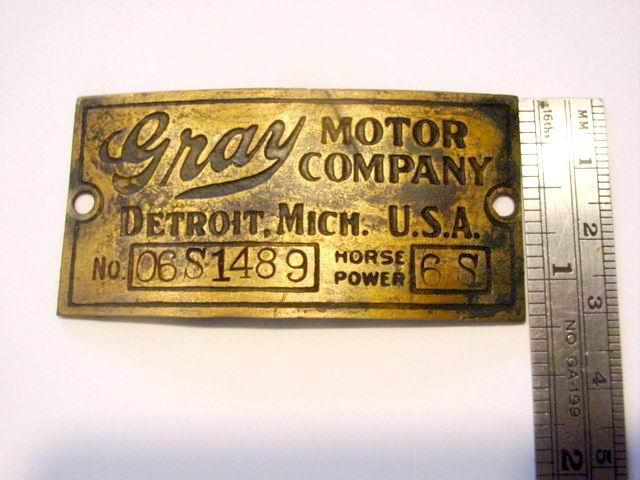 Gray MOTOR
COMPANY
DETROIT, MICH. U.S.A.
No. 06S1489 HORSE POWER 6 S
16ths
MM
1
2
3
4
5
1
2
NO. GA-199